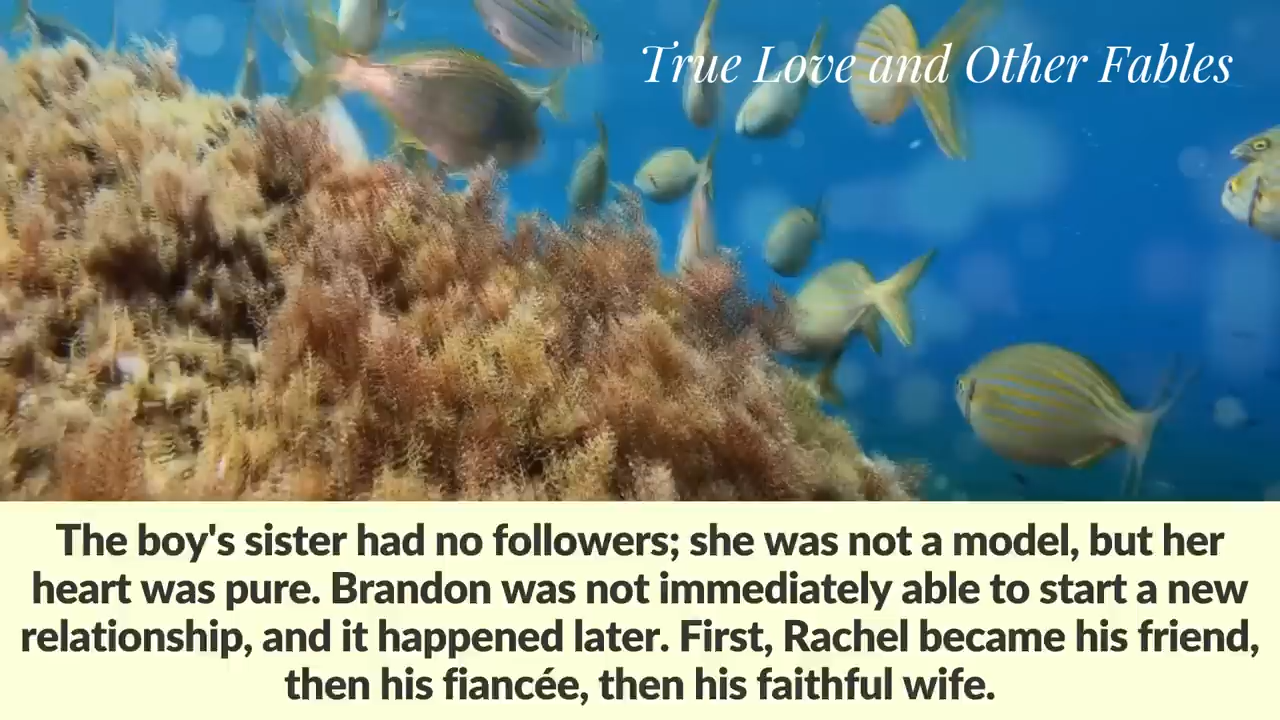 True Love and Other Fables
The boy's sister had no followers; she was not a model, but her
heart was pure. Brandon was not immediately able to start a new
relationship, and it happened later. First, Rachel became his friend,
then his fiancée, then his faithful wife.